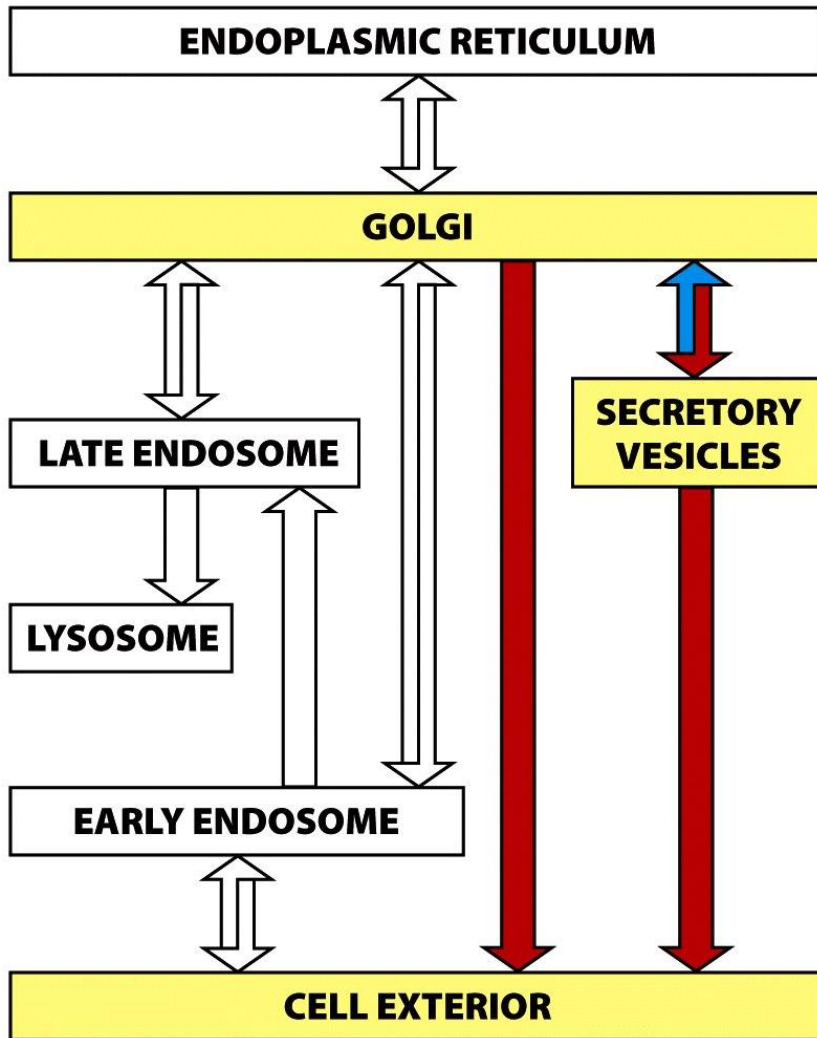 ENDOPLASMIC RETICULUM
GOLGI
SECRETORY
VESICLES
LATE ENDOSOME
LYSOSOME
EARLY ENDOSOME
CELL EXTERIOR